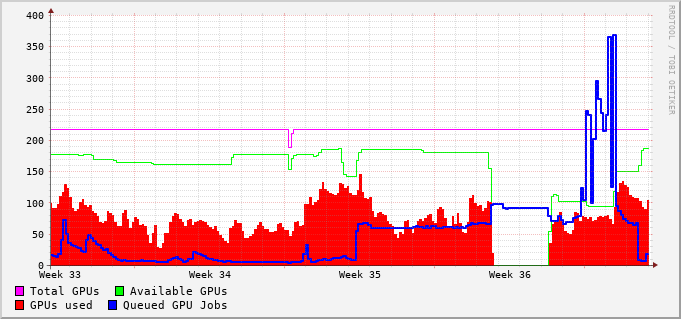 400
350
300
250
200
150
100
50
0
Week 33 Week 34 Week 35 Week 36
Total GPUs Available GPUs
GPUs used Queued GPU Jobs
RRDTOOL / TOBI OETIKER